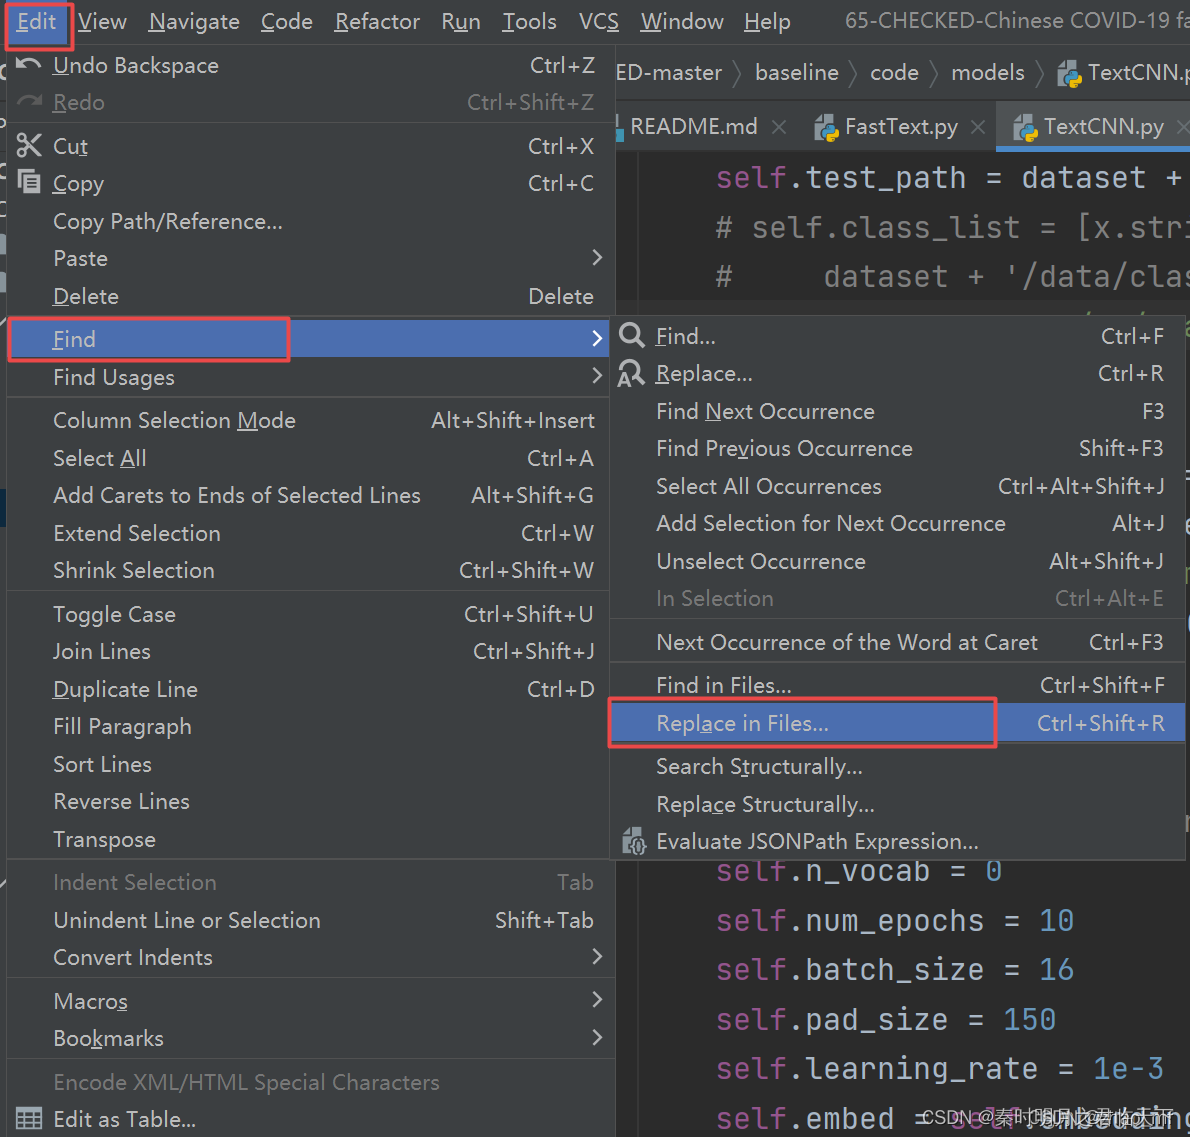 Edit View Navigate Code Refactor Run Tools VCS Window Help 65-CHECKED-Chinese COVID-19 fa
ED-master baseline code models TextCNN.p
README.md FastText.py TextCNN.py
Undo Backspace Ctrl+Z
Redo Ctrl+Shift+Z
Cut Ctrl+X
Copy Ctrl+C
Copy Path/Reference...
Paste
Delete Delete
Find
Find Usages
Column Selection Mode Alt+Shift+Insert
Select All Ctrl+A
Add Carets to Ends of Selected Lines Alt+Shift+G
Extend Selection Ctrl+W
Shrink Selection Ctrl+Shift+W
Toggle Case Ctrl+Shift+U
Join Lines Ctrl+Shift+J
Duplicate Line Ctrl+D
Fill Paragraph
Sort Lines
Reverse Lines
Transpose
Indent Selection Tab
Unindent Line or Selection Shift+Tab
Convert Indents
Macros
Bookmarks
Encode XML/HTML Special Characters
Edit as Table...
self.test_path = dataset +
# self.class_list = [x.stri
# dataset + '/data/clas
Find... Ctrl+F
Replace... Ctrl+R
Find Next Occurrence F3
Find Previous Occurrence Shift+F3
Select All Occurrences Ctrl+Alt+Shift+J
Add Selection for Next Occurrence Alt+J
Unselect Occurrence Alt+Shift+J
In Selection Ctrl+Alt+E
Next Occurrence of the Word at Caret Ctrl+F3
Find in Files... Ctrl+Shift+F
Replace in Files... Ctrl+Shift+R
Search Structurally...
Replace Structurally...
Evaluate JSONPath Expression...
self.n_vocab = 0
self.num_epochs = 10
self.batch_size = 16
self.pad_size = 150
self.learning_rate = 1e-3
self.embed = self.embedding
CSDN @秦时明月之君临天下